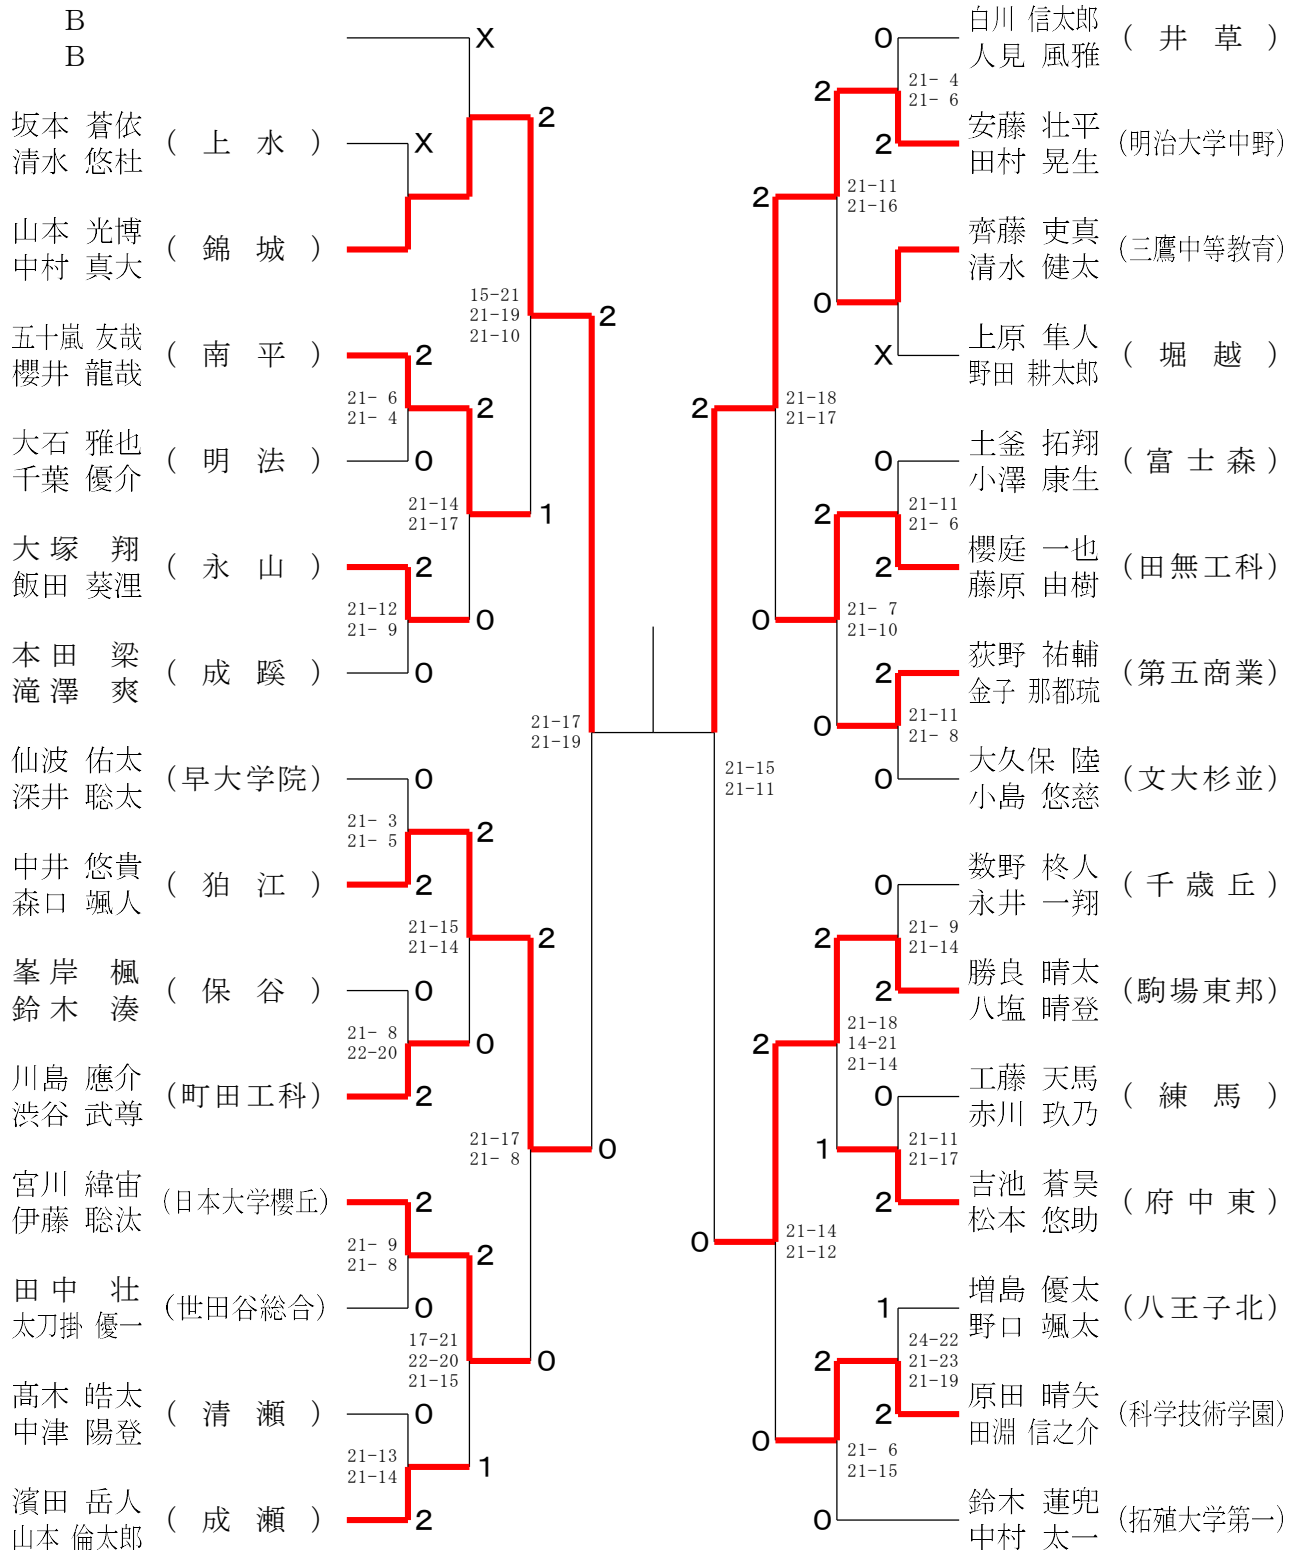 B
B
X
坂本 蒼依
清水 悠杜
( 上 水 )
X
2
山本 光博
中村 真大
( 錦 城 )
15-21
21-19
21-10
2
五十嵐 友哉
櫻井 龍哉
( 南 平 )
2
21- 6
21- 4
2
大石 雅也
千葉 優介
( 明 法 )
0
21-14
21-17
1
大塚 翔
飯田 葵浬
( 永 山 )
2
21-12
21- 9
0
本田 梁
滝澤 爽
( 成 蹊 )
0
21-17
21-19
仙波 佑太
深井 聡太
(早大学院)
0
21- 3
21- 5
2
中井 悠貴
森口 颯人
( 狛 江 )
2
21-15
21-14
2
峯岸 楓
鈴木 湊
( 保 谷 )
0
21- 8
22-20
0
川島 應介
渋谷 武尊
(町田工科)
2
21-17
21- 8
0
宮川 緯宙
伊藤 聡汰
(日本大学櫻丘)
2
21- 9
21- 8
2
田中 壮
太刀掛 優一
(世田谷総合)
0
17-21
22-20
21-15
0
髙木 皓太
中津 陽登
( 清 瀬 )
0
21-13
21-14
1
濱田 岳人
山本 倫太郎
( 成 瀬 )
2
白川 信太郎
人見 風雅
( 井 草 )
0
21- 4
21- 6
2
安藤 壮平
田村 晃生
(明治大学中野)
2
21-11
21-16
2
齊藤 吏真
清水 健太
(三鷹中等教育)
0
上原 隼人
野田 耕太郎
( 堀 越 )
X
21-18
21-17
2
土釜 拓翔
小澤 康生
( 富 士 森 )
0
21-11
21- 6
2
櫻庭 一也
藤原 由樹
(田無工科)
2
21- 7
21-10
0
荻野 祐輔
金子 那都琉
(第五商業)
2
21-11
21- 8
0
大久保 陸
小島 悠慈
(文大杉並)
0
21-15
21-11
数野 柊人
永井 一翔
( 千 歳 丘 )
0
21- 9
21-14
2
勝良 晴太
八塩 晴登
(駒場東邦)
2
21-18
14-21
21-14
2
工藤 天馬
赤川 玖乃
( 練 馬 )
0
21-11
21-17
1
吉池 蒼昊
松本 悠助
( 府 中 東 )
2
21-14
21-12
0
増島 優太
野口 颯太
(八王子北)
1
24-22
21-23
21-19
2
原田 晴矢
田淵 信之介
(科学技術学園)
2
21- 6
21-15
0
鈴木 蓮兜
中村 太一
(拓殖大学第一)
0